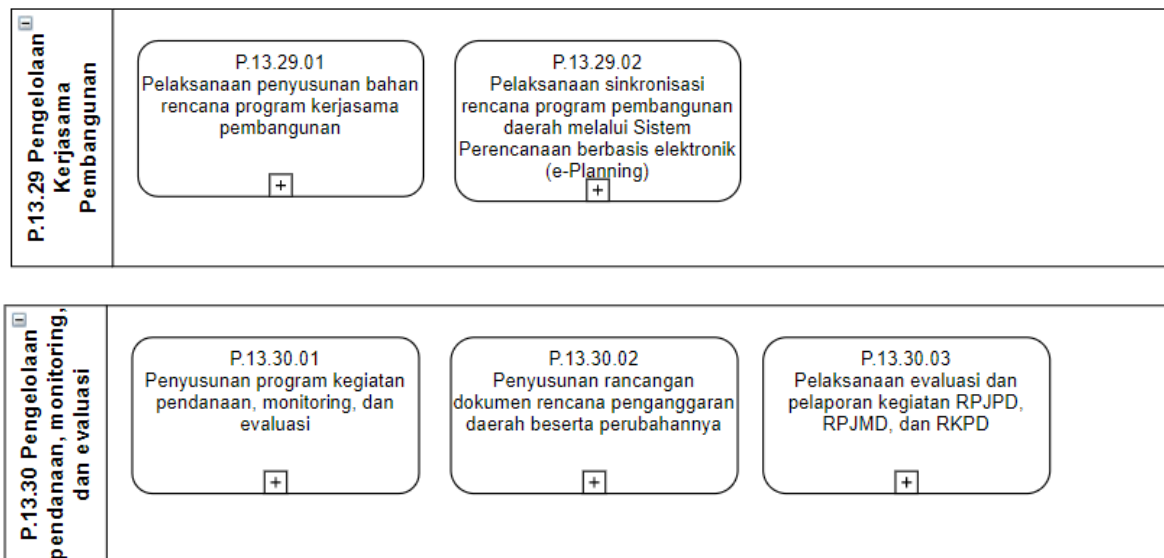 P.13.29 Pengelolaan
Kerjasama
Pembangunan
P.13.29.01
Pelaksanaan penyusunan bahan
rencana program kerjasama
pembangunan
P.13.29.02
Pelaksanaan sinkronisasi
rencana program pembangunan
daerah melalui Sistem
Perencanaan berbasis elektronik
(e-Planning)
P.13.30 Pengelolaan
pendanaan, monitoring,
dan evaluasi
P.13.30.01
Penyusunan program kegiatan
pendanaan, monitoring, dan
evaluasi
P.13.30.02
Penyusunan rancangan
dokumen rencana penganggaran
daerah beserta perubahannya
P.13.30.03
Pelaksanaan evaluasi dan
pelaporan kegiatan RPJPD,
RPJMD, dan RKPD